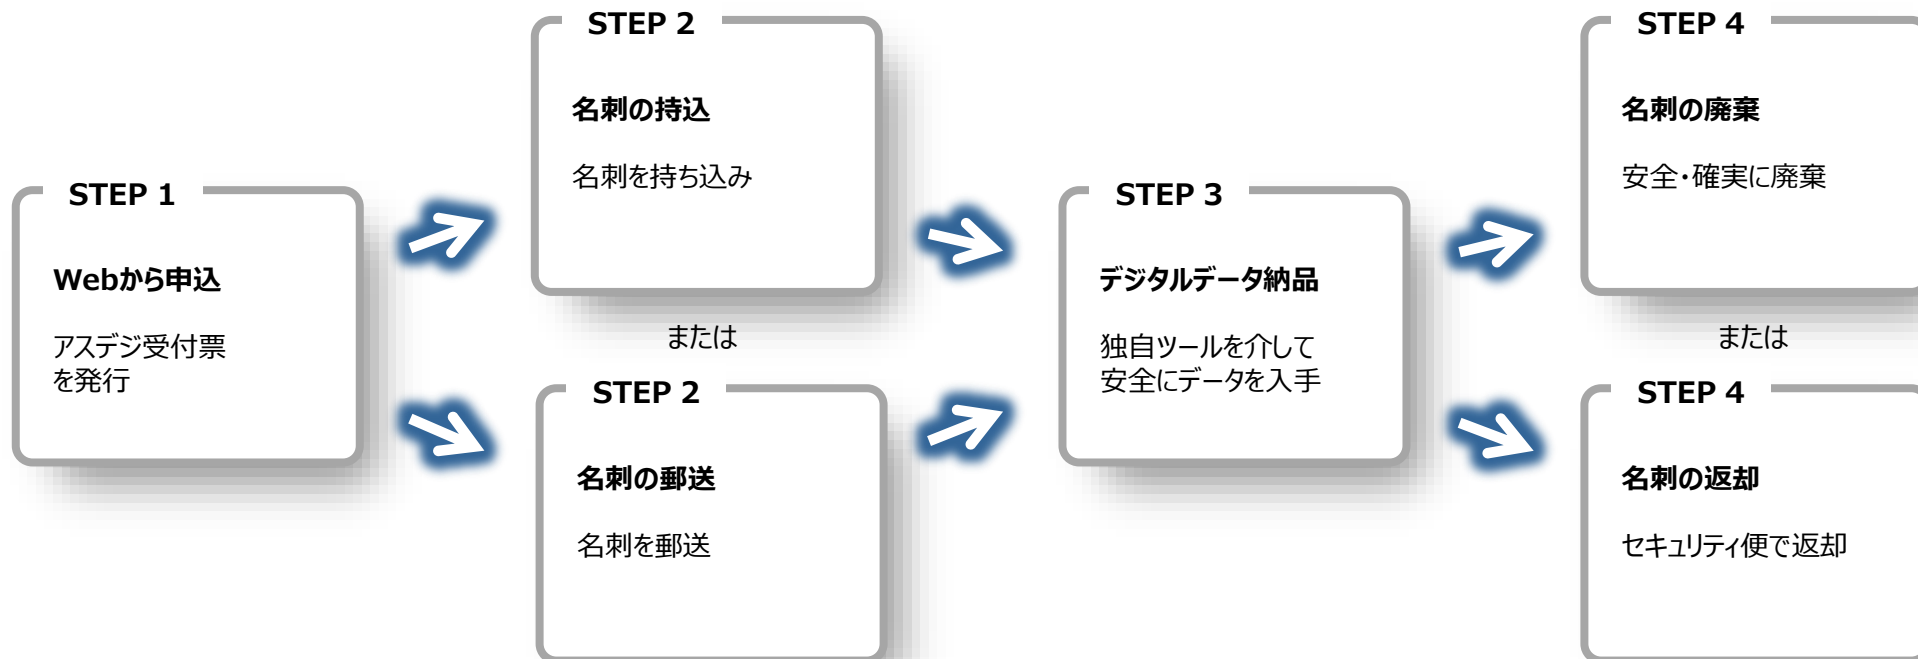 STEP 1
Webから申込
アスデジ受付票
を発行
STEP 2
名刺の持込
名刺を持ち込み
または
STEP 2
名刺の郵送
名刺を郵送
STEP 3
デジタルデータ納品
独自ツールを介して
安全にデータを入手
STEP 4
名刺の廃棄
安全・確実に廃棄
または
STEP 4
名刺の返却
セキュリティ便で返却